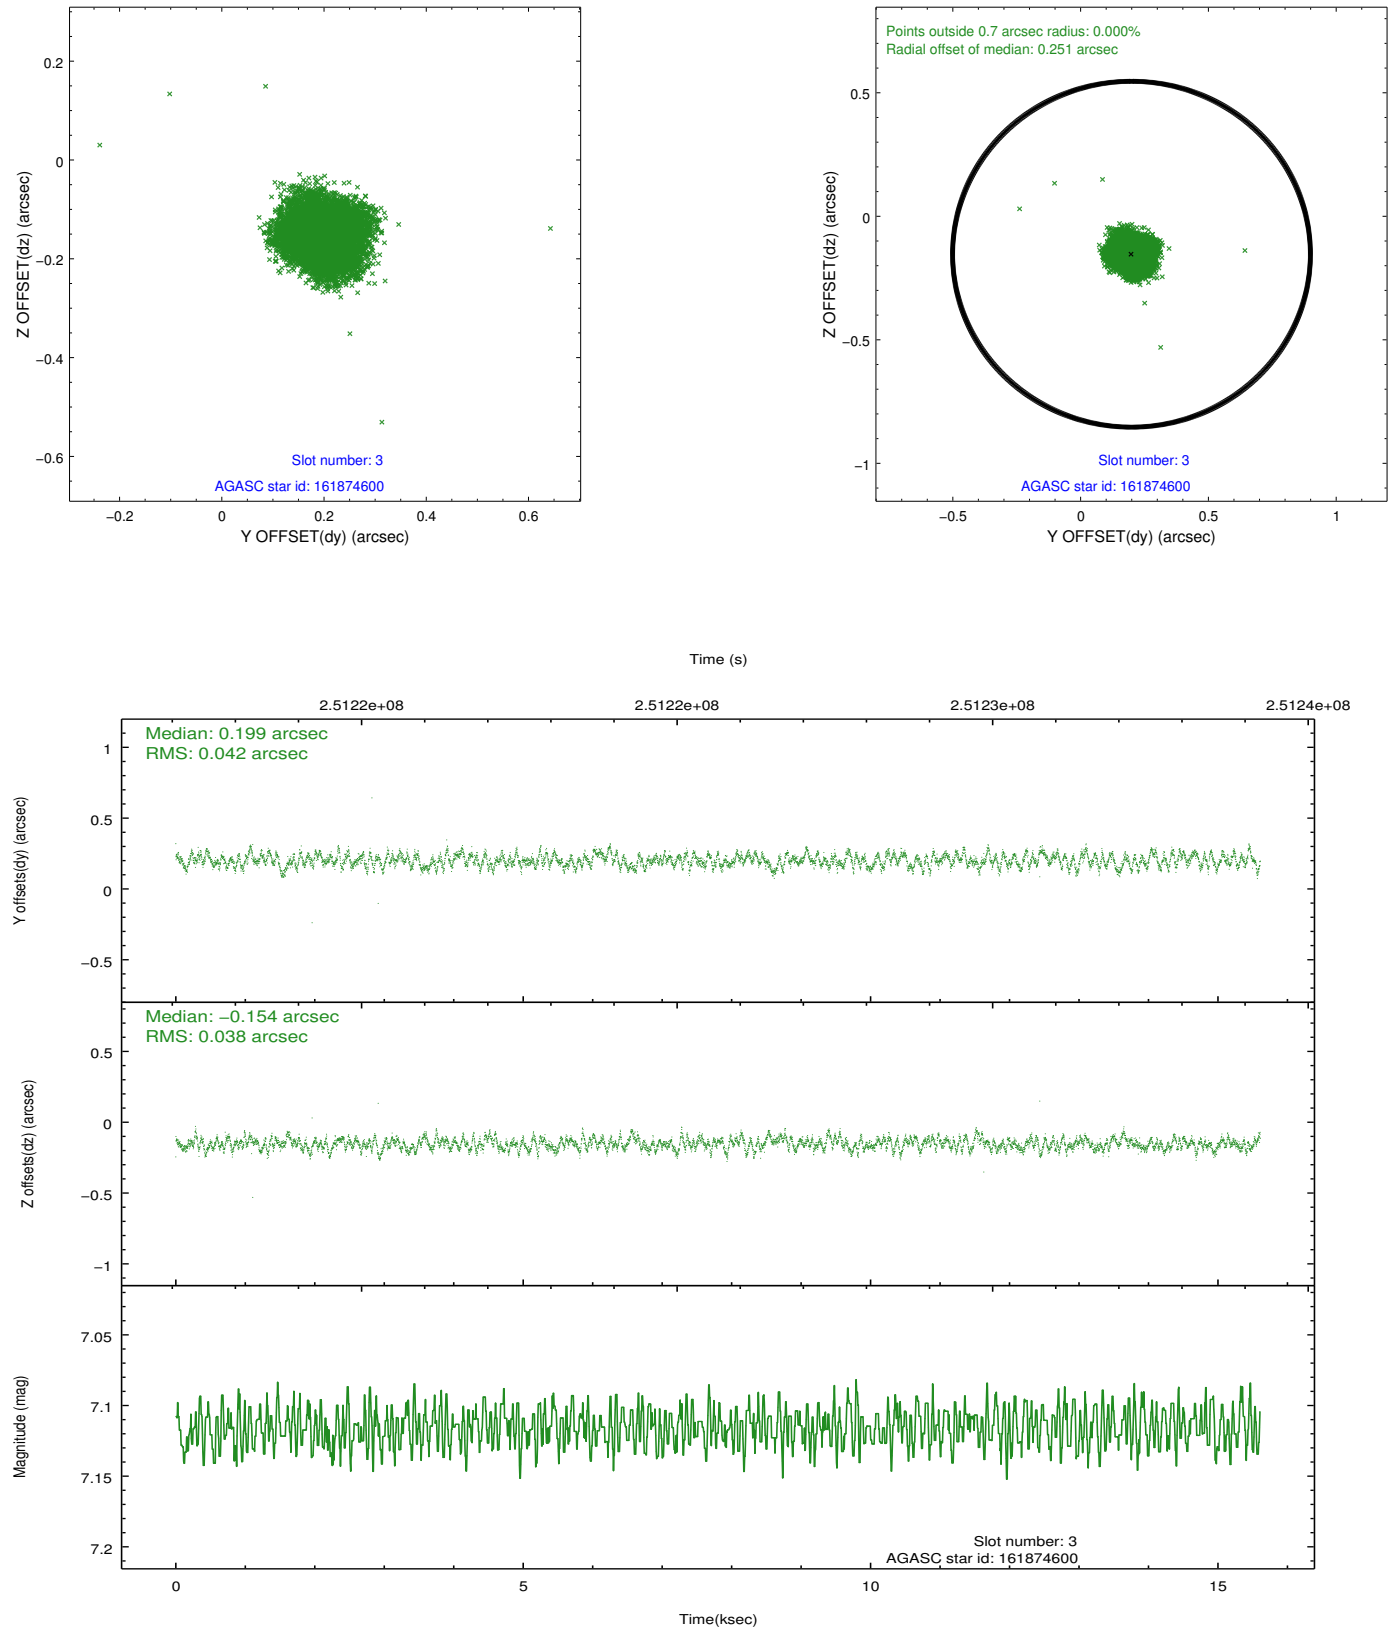 0.2
0
−0.2
−0.4
−0.6
Z OFFSET(dz) (arcsec)
Slot number: 3
AGASC star id: 161874600
−0.2
0
0.2
0.4
0.6
Y OFFSET(dy) (arcsec)
Points outside 0.7 arcsec radius: 0.000%
Radial offset of median: 0.251 arcsec
0.5
0
−0.5
−1
Z OFFSET(dz) (arcsec)
Slot number: 3
AGASC star id: 161874600
−0.5
0
0.5
1
Y OFFSET(dy) (arcsec)
Time (s)
2.5122e+08
2.5122e+08
2.5123e+08
2.5124e+08
Median: 0.199 arcsec
RMS: 0.042 arcsec
1
0.5
0
−0.5
Y offsets(dy) (arcsec)
Median: −0.154 arcsec
RMS: 0.038 arcsec
0.5
0
−0.5
−1
Z offsets(dz) (arcsec)
7.05
7.1
7.15
7.2
Magnitude (mag)
Slot number: 3
AGASC star id: 161874600
0
5
10
15
Time(ksec)